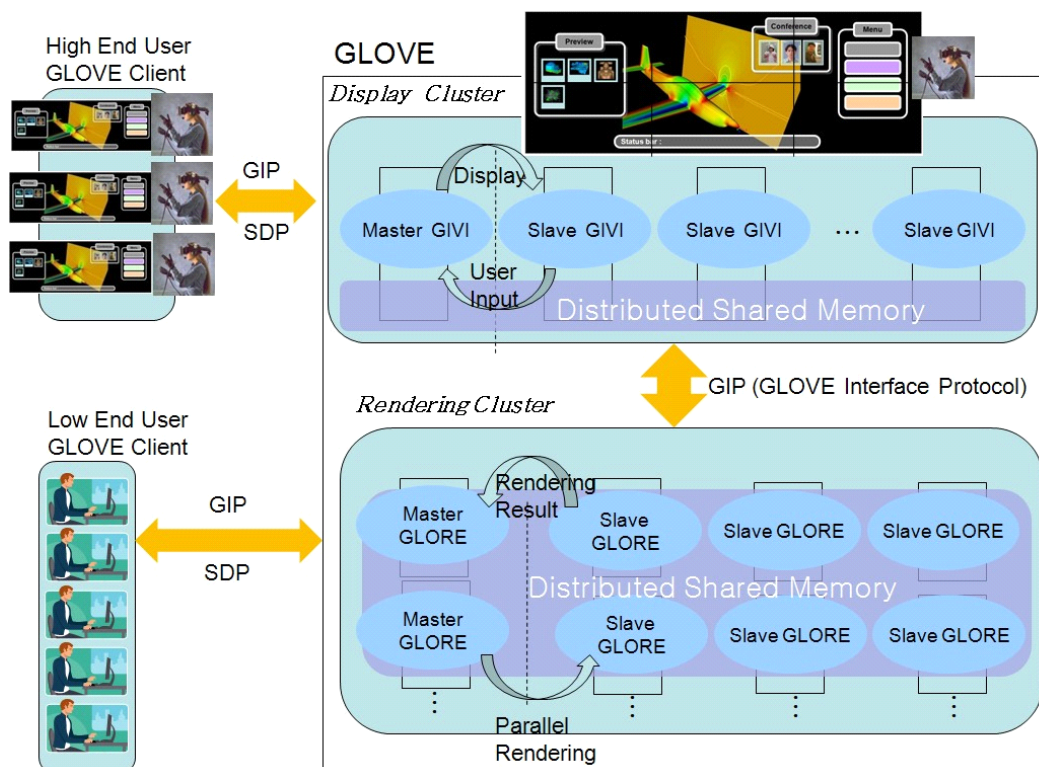 High End User
GLOVE Client
GLOVE
Display Cluster
Preview
Conference
Menu
Status bar :
GIP
SDP
Display
Master GIVI
Slave GIVI
Slave GIVI
...
Slave GIVI
User
Input
Distributed Shared Memory
GIP (GLOVE Interface Protocol)
Rendering Cluster
Low End User
GLOVE Client
GIP
SDP
Rendering
Result
Master
GLORE
Slave
GLORE
Slave GLORE
Slave GLORE
Distributed Shared Memory
Master
GLORE
Slave
GLORE
Slave GLORE
Slave GLORE
Parallel
Rendering